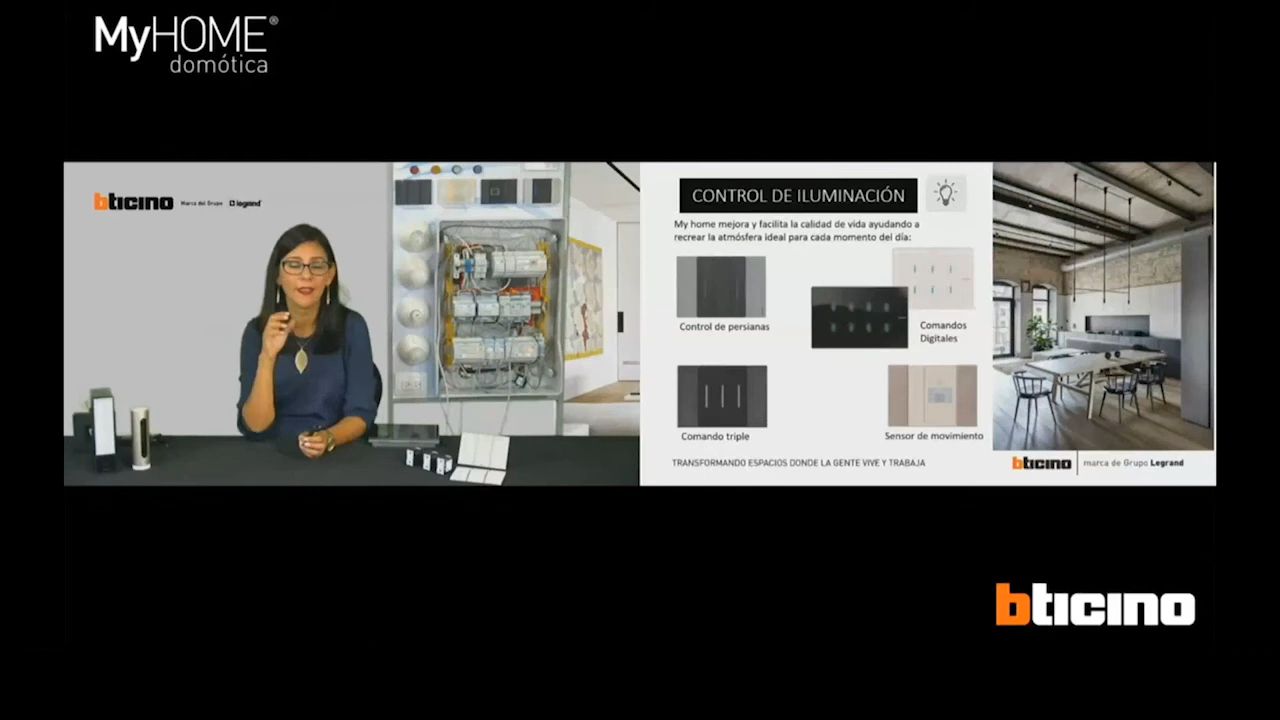 MyHOME®
domótica
bticino Marca del Grupo legrand
CONTROL DE ILUMINACIÓN
My home mejora y facilita la calidad de vida ayudando a
recrear la atmósfera ideal para cada momento del día:
Control de persianas
Comandos
Digitales
Comando triple
Sensor de movimiento
TRANSFORMANDO ESPACIOS DONDE LA GENTE VIVE Y TRABAJA
bticino marca de Grupo Legrand
bticino